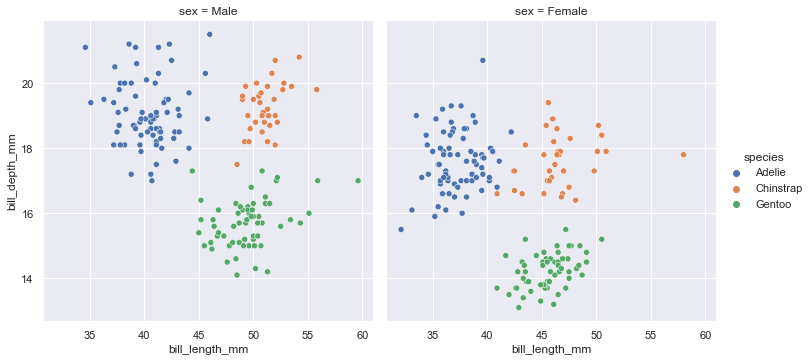 sex = Male
sex = Female
bill_depth_mm
20
18
16
14
35
40
45
50
55
60
bill_length_mm
35
40
45
50
55
60
bill_length_mm
species
Adelie
Chinstrap
Gentoo